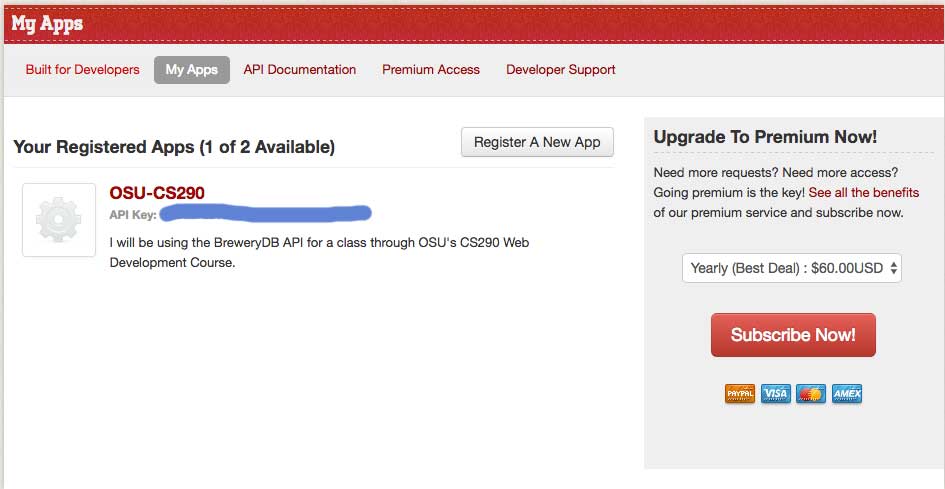 My Apps
Built for Developers My Apps API Documentation Premium Access Developer Support
Your Registered Apps (1 of 2 Available)
Register A New App
OSU-CS290
API Key:
I will be using the BreweryDB API for a class through OSU's CS290 Web
Development Course.
Upgrade To Premium Now!
Need more requests? Need more access?
Going premium is the key! See all the benefits
of our premium service and subscribe now.
Yearly (Best Deal) : $60.00USD
Subscribe Now!
PAYPAL VISA AMEX